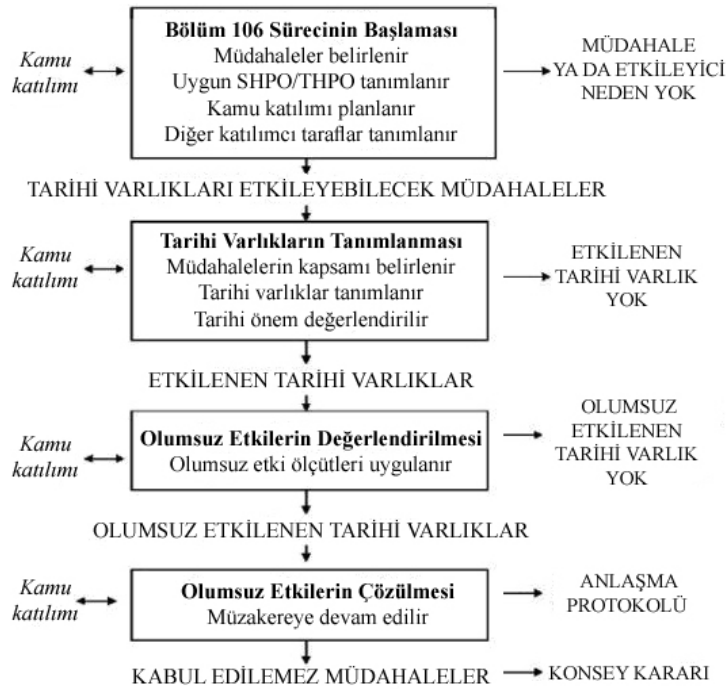 Bölüm 106 Sürecinin Başlaması
Müdahaleler belirlenir
Uygun SHPO/THPO tanımlanır
Kamu katılımı planlanır
Diğer katılımcı taraflar tanımlanır
Kamu
katılımı
MÜDAHALE
YA DA ETKİLEYİCİ
NEDEN YOK
TARİHİ VARLIKLARI ETKİLEYEBİLECEK MÜDAHALELER
Tarihi Varlıkların Tanımlanması
Müdahalelerin kapsamı belirlenir
Tarihi varlıklar tanımlanır
Tarihi önem değerlendirilir
Kamu
katılımı
ETKİLENEN
TARİHİ VARLIK
YOK
ETKİLENEN TARİHİ VARLIKLAR
Olumsuz Etkilerin Değerlendirilmesi
Olumsuz etki ölçütleri uygulanır
Kamu
katılımı
OLUMSUZ
ETKİLENEN
TARİHİ VARLIK
YOK
OLUMSUZ ETKİLENEN TARİHİ VARLIKLAR
Olumsuz Etkilerin Çözülmesi
Müzakereye devam edilir
Kamu
katılımı
ANLAŞMA
PROTOKOLÜ
KABUL EDİLEMEZ MÜDAHALELER
KONSEY KARARI